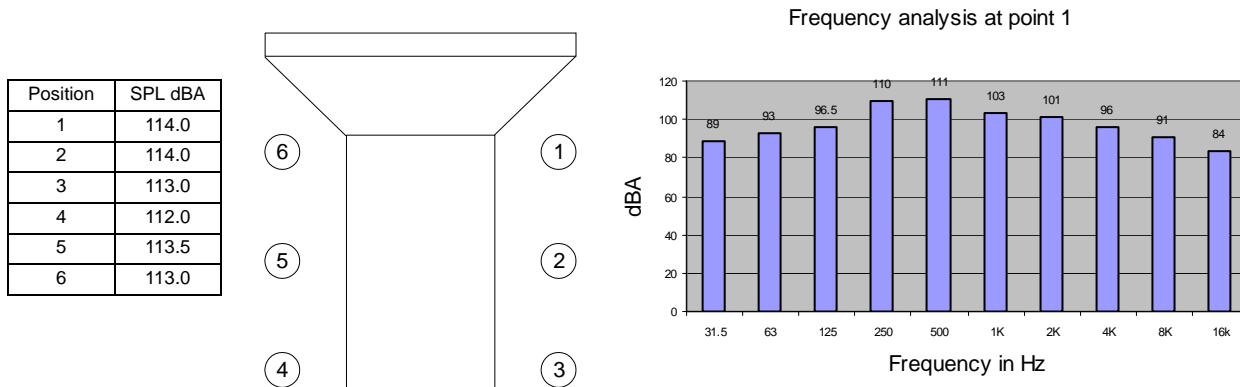 Frequency analysis at point 1
Position SPL dBA
1 114.0
2 114.0
3 113.0
4 112.0
5 113.5
6 113.0
6 1
5 2
4 3
120
100
80
60
40
20
0
dBA
89 93 96.5 110 111 103 101 96 91 84
31.5 63 125 250 500 1K 2K 4K 8K 16k
Frequency in Hz